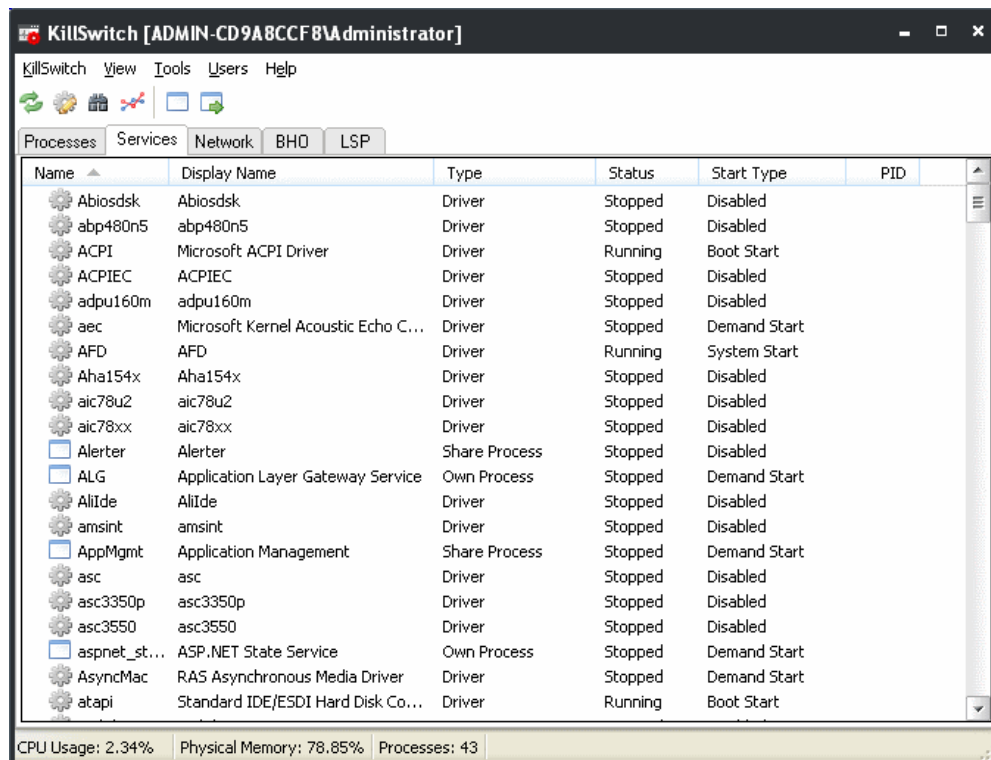 KillSwitch [ADMIN-CD9A8CCF8\Administrator]
KillSwitch View Tools Users Help
Processes Services Network BHO LSP
Name Display Name Type Status Start Type PID
Abiosdsk Abiosdsk Driver Stopped Disabled
abp480n5 abp480n5 Driver Stopped Disabled
ACPI Microsoft ACPI Driver Driver Running Boot Start
ACPIEC ACPIEC Driver Stopped Disabled
adpu160m adpu160m Driver Stopped Disabled
aec Microsoft Kernel Acoustic Echo C... Driver Stopped Demand Start
AFD AFD Driver Running System Start
Aha154x Aha154x Driver Stopped Disabled
aic78u2 aic78u2 Driver Stopped Disabled
aic78xx aic78xx Driver Stopped Disabled
Alerter Alerter Share Process Stopped Disabled
ALG Application Layer Gateway Service Own Process Stopped Demand Start
AliIde AliIde Driver Stopped Disabled
amsint amsint Driver Stopped Disabled
AppMgmt Application Management Share Process Stopped Demand Start
asc asc Driver Stopped Disabled
asc3350p asc3350p Driver Stopped Disabled
asc3550 asc3550 Driver Stopped Disabled
aspnet_st... ASP.NET State Service Own Process Stopped Demand Start
AsyncMac RAS Asynchronous Media Driver Driver Stopped Demand Start
atapi Standard IDE/ESDI Hard Disk Co... Driver Running Boot Start
CPU Usage: 2.34% Physical Memory: 78.85% Processes: 43